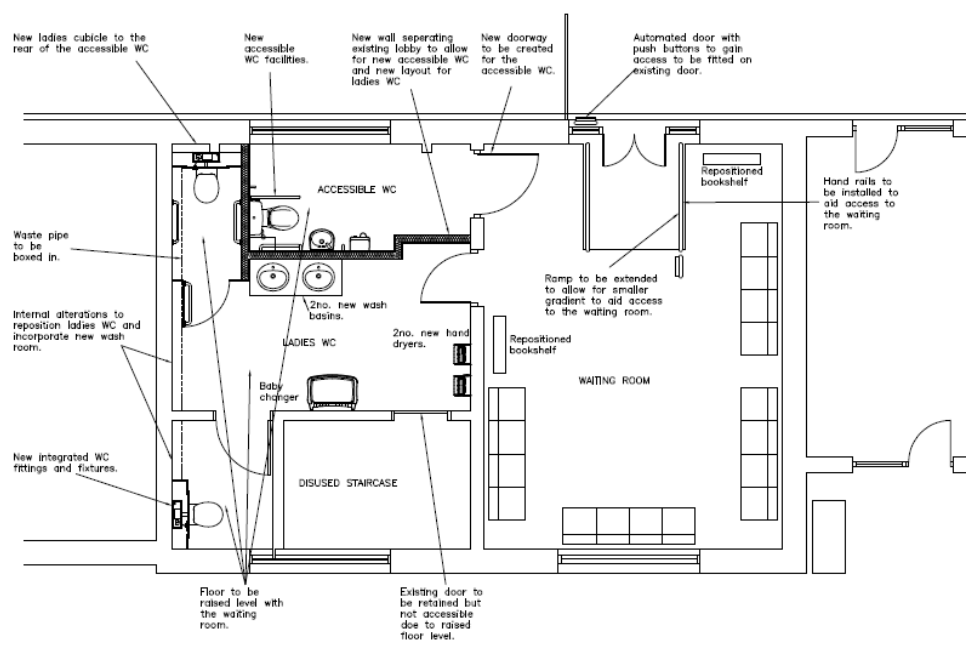 New ladies cubicle to the
rear of the accessible WC
New
accessible
WC facilities.
New wall seperating
existing lobby to allow
for new accessible WC
and new layout for
ladies WC
New doorway
to be created
for the
accessible WC.
Automated door with
push buttons to gain
access to be fitted on
existing door.
ACCESSIBLE WC
Repositioned
bookshelf
Hand rails to
be installed to
aid access to
the waiting
room.
Waste pipe
to be
boxed in.
Ramp to be extended
to allow for smaller
gradient to aid access
to the waiting room.
Internal alterations to
reposition ladies WC and
incorporate new wash
room.
2no. new wash
basins.
LADIES WC
2no. new hand
dryers.
Repositioned
bookshelf
WAITING ROOM
Baby
changer
New integrated WC
fittings and fixtures.
DISUSED STAIRCASE
Floor to be
raised level with
the waiting
room.
Existing door to
be retained but
not accessible
doe to raised
floor level.